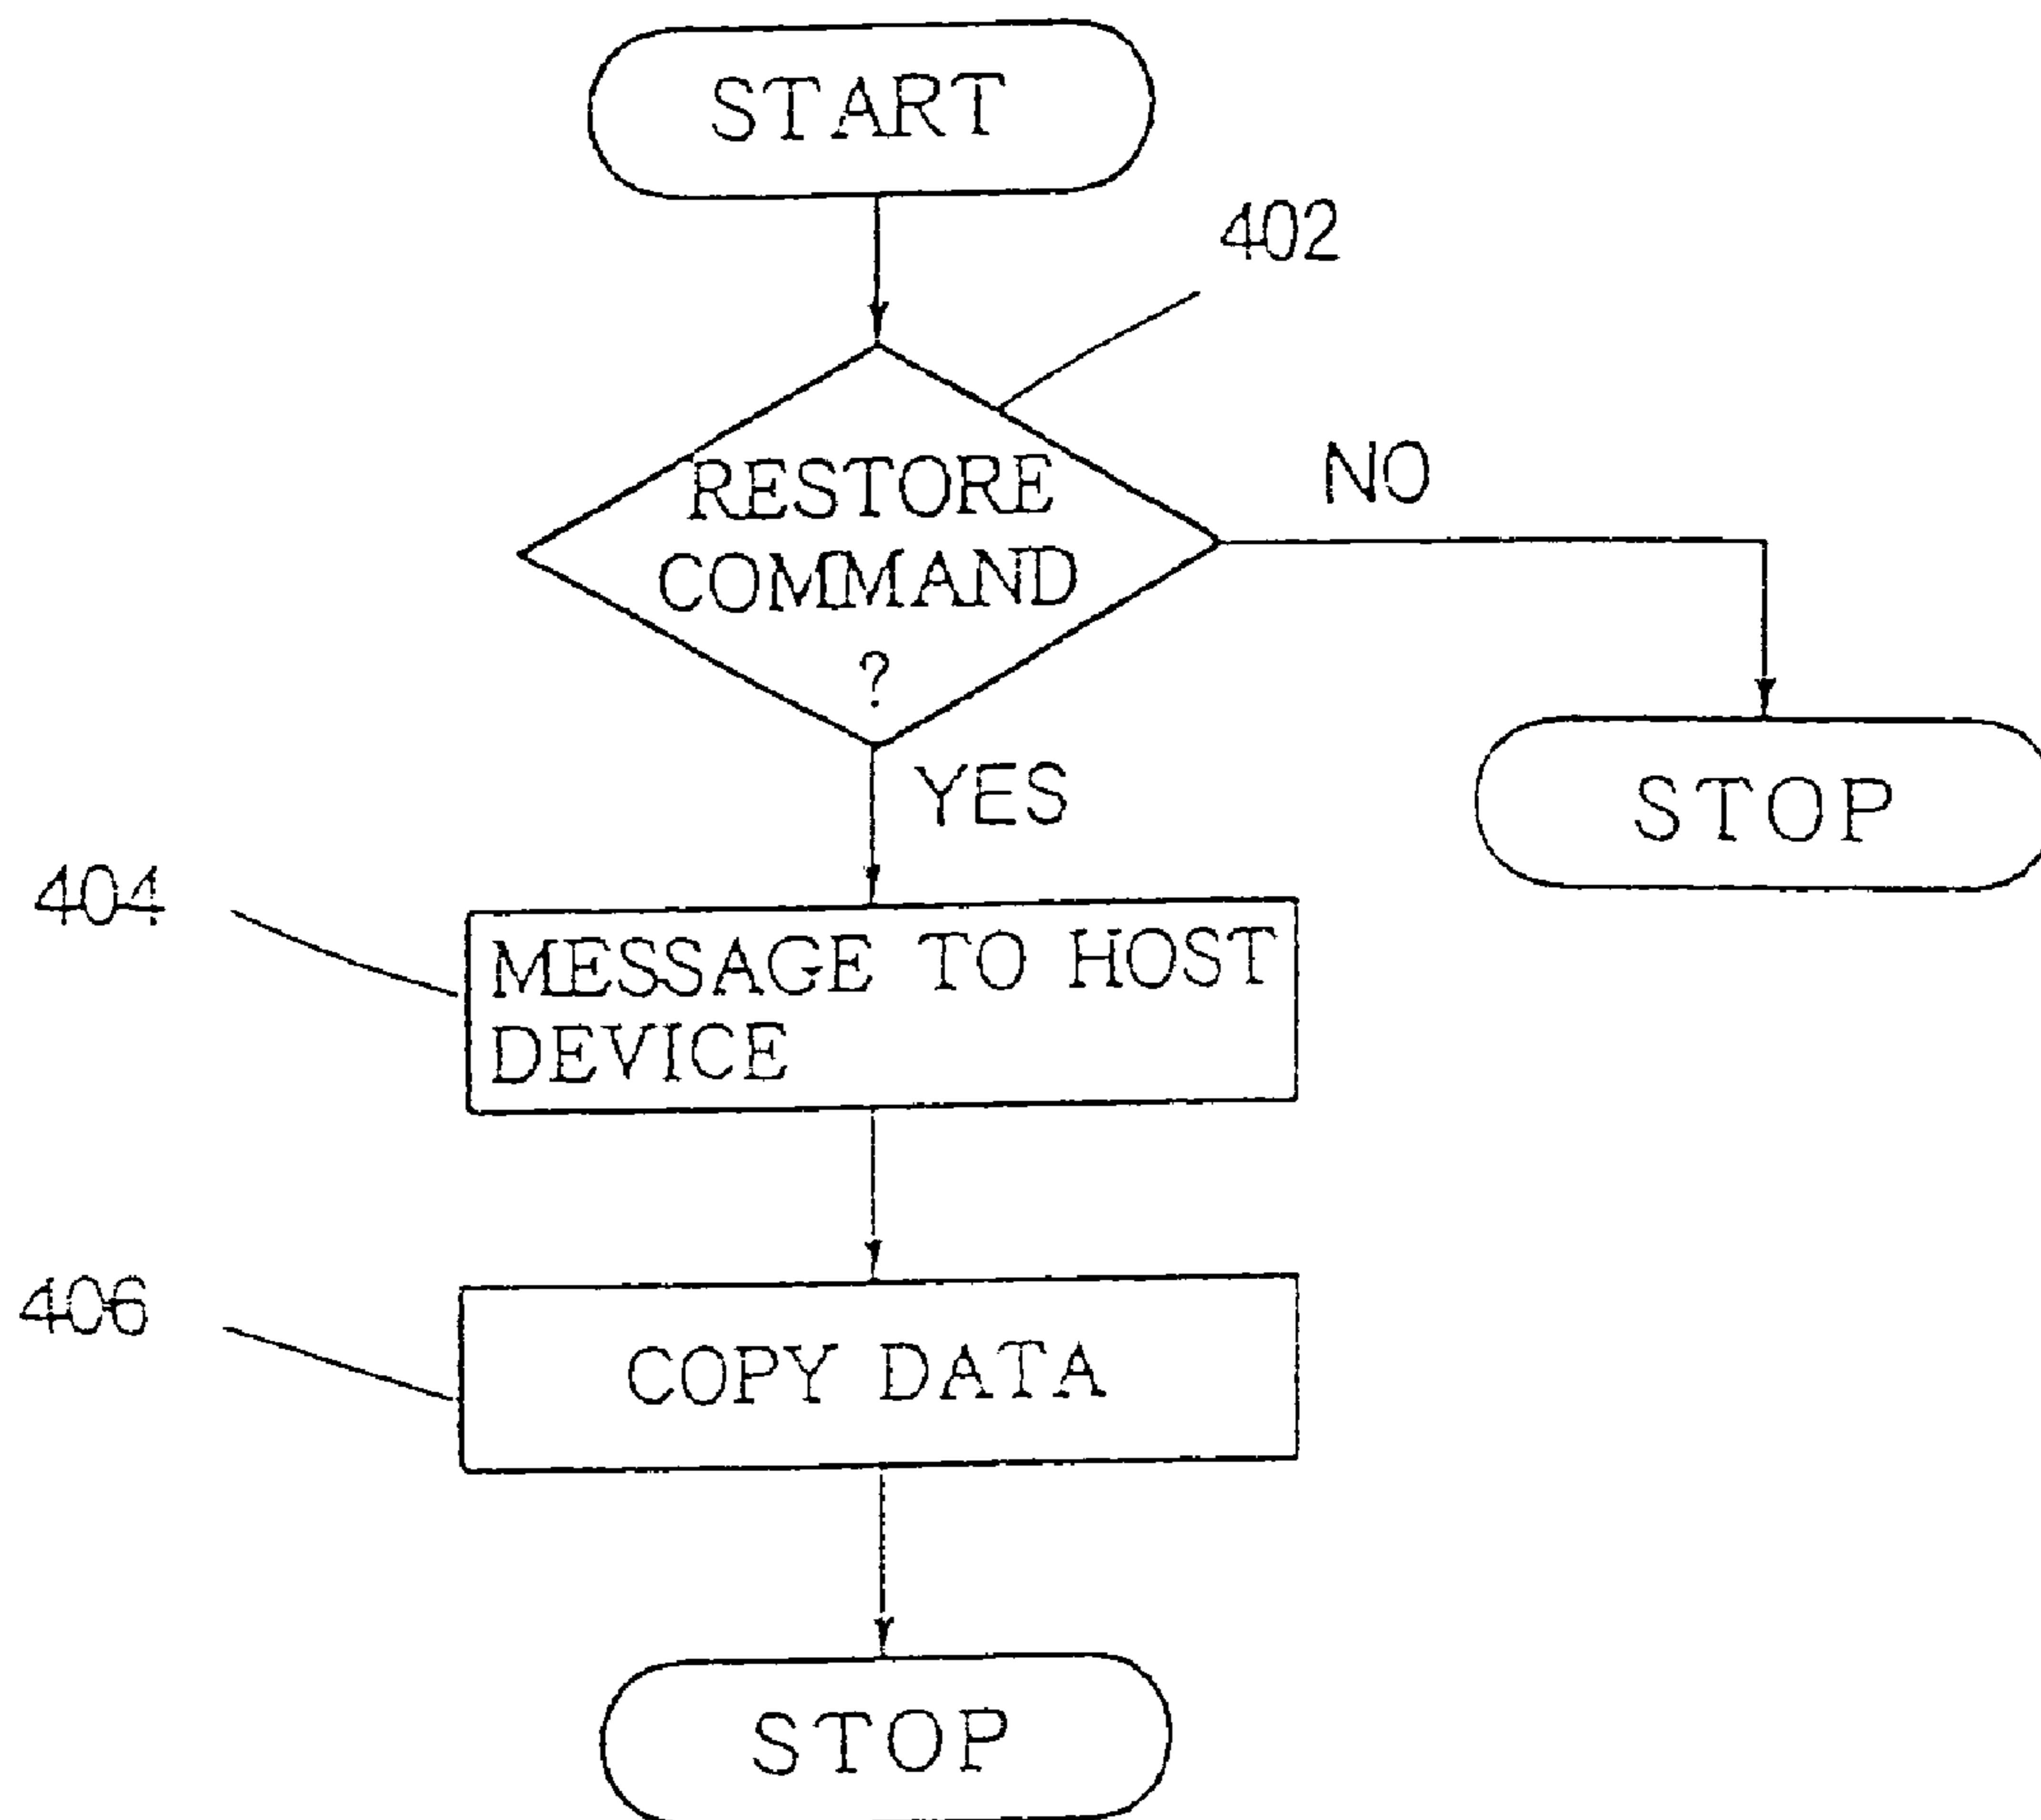 START
402
RESTORE
COMMAND
?
NO
YES
STOP
404
MESSAGE TO HOST
DEVICE
406
COPY DATA
STOP